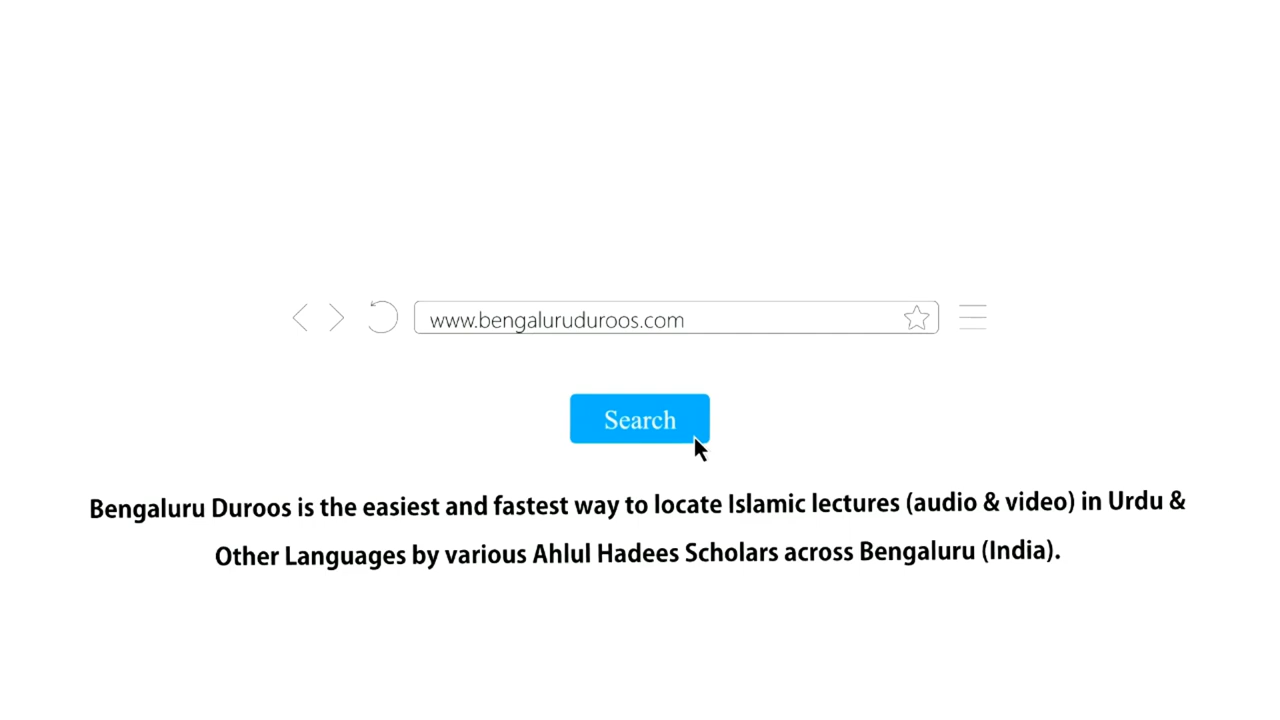 www.bengaluruduroos.com
Search
Bengaluru Duroos is the easiest and fastest way to locate Islamic lectures (audio & video) in Urdu &
Other Languages by various Ahlul Hadees Scholars across Bengaluru (India).